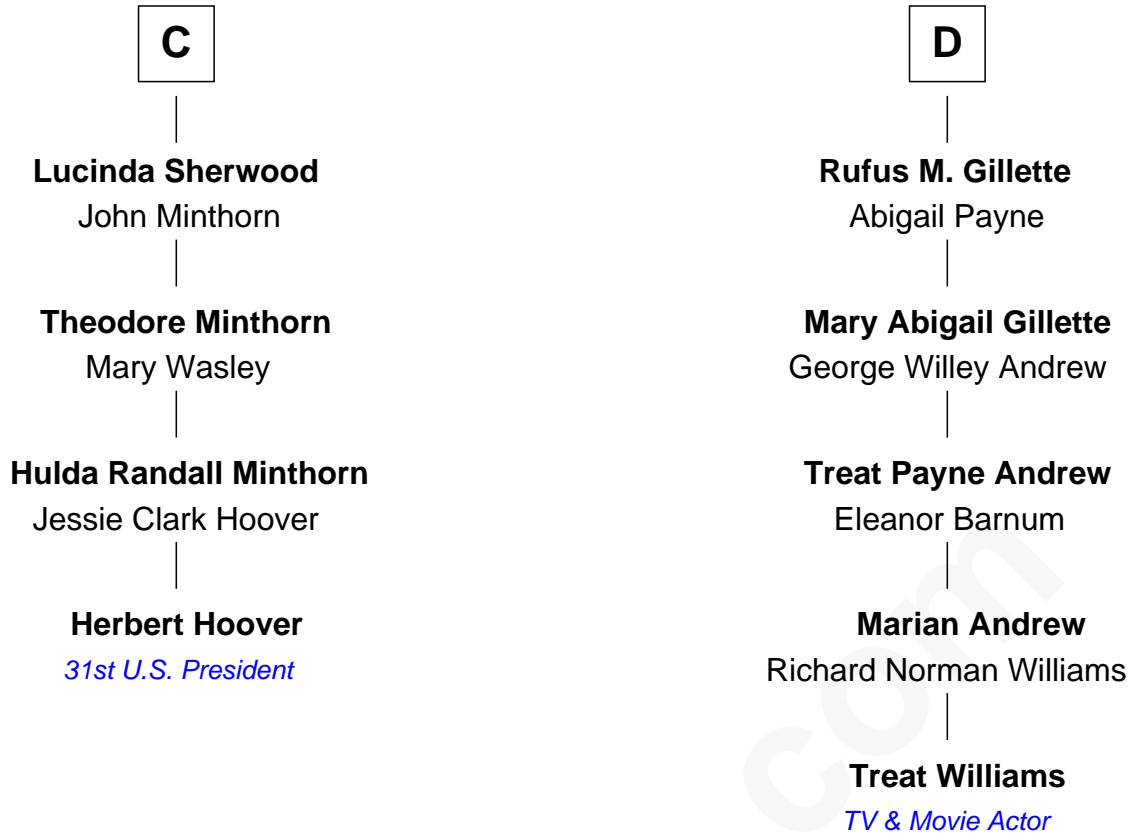 C
Lucinda Sherwood
John Minthorn
Theodore Minthorn
Mary Wasley
Hulda Randall Minthorn
Jessie Clark Hoover
Herbert Hoover
31st U.S. President
D
Rufus M. Gillette
Abigail Payne
Mary Abigail Gillette
George Willey Andrew
Treat Payne Andrew
Eleanor Barnum
Marian Andrew
Richard Norman Williams
Treat Williams
TV & Movie Actor
com